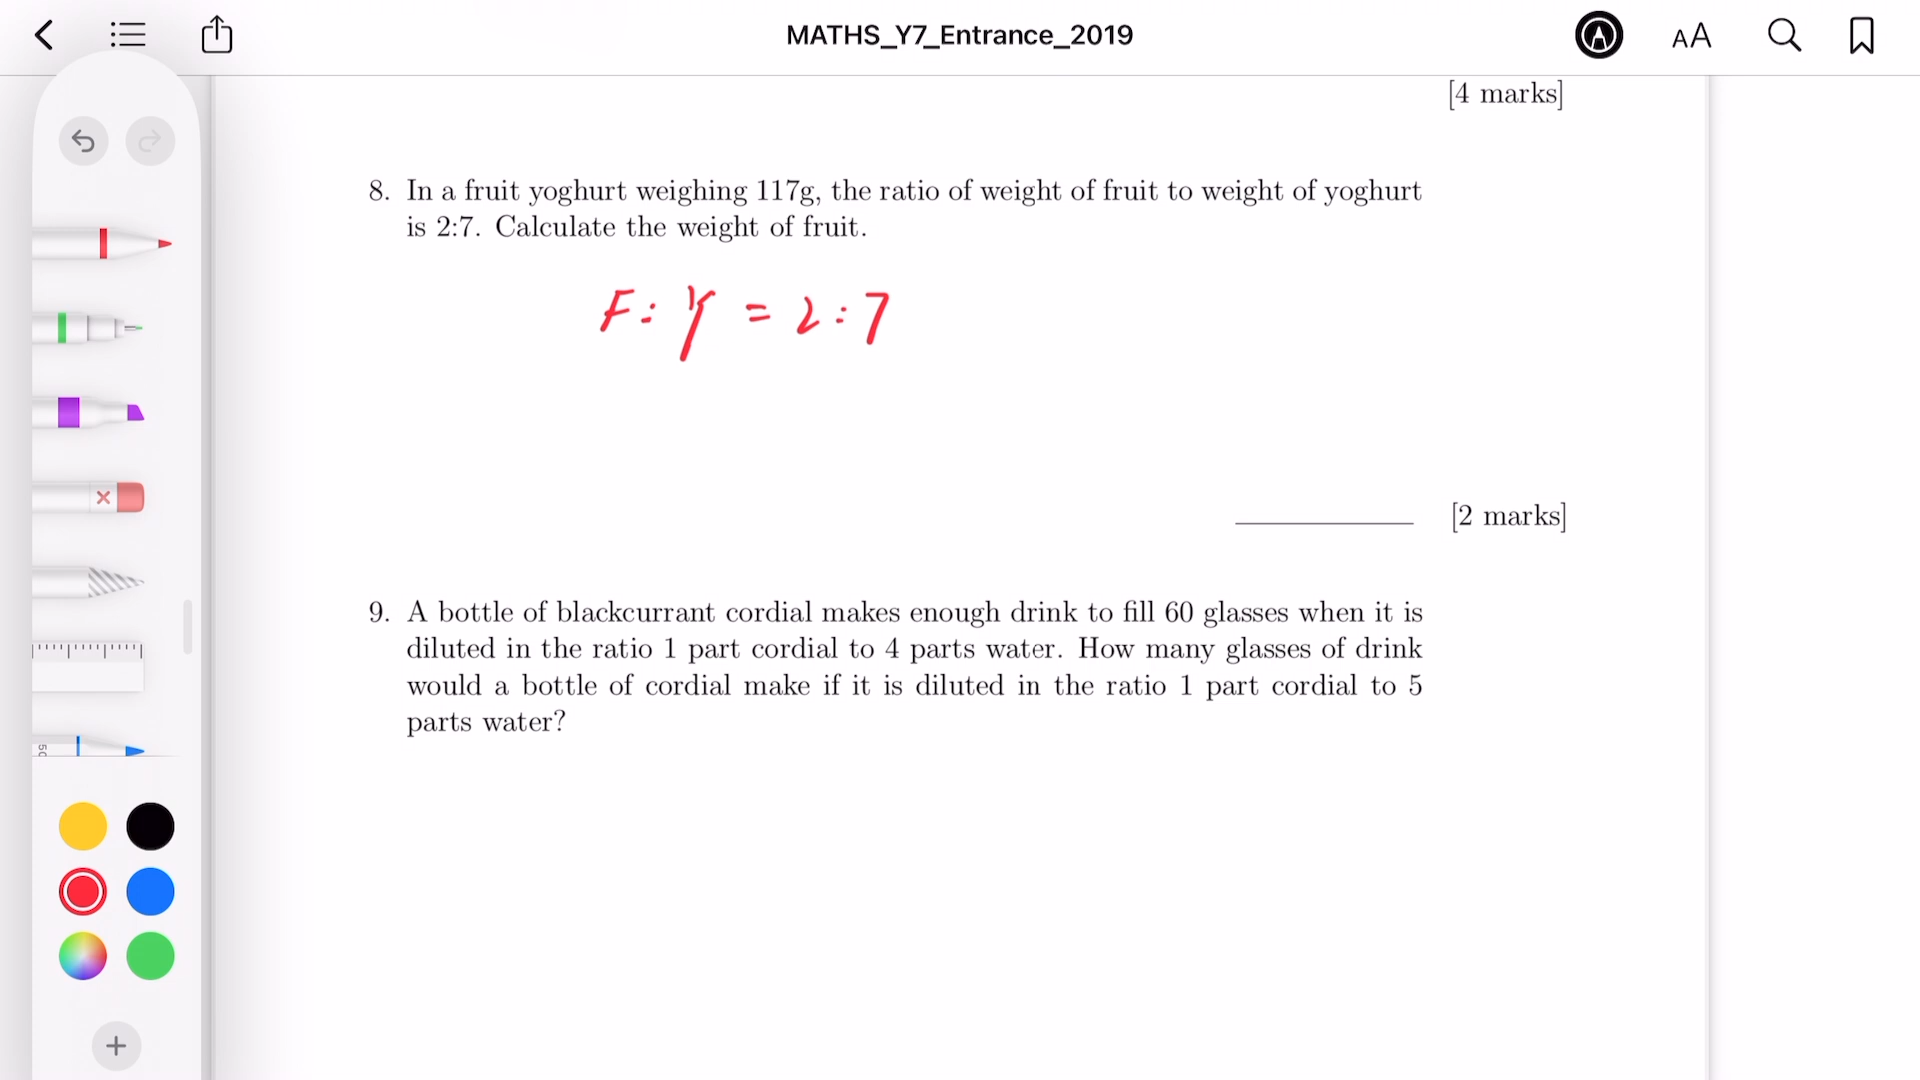 MATHS_Y7_Entrance_2019
AA
[4 marks]
8. In a fruit yoghurt weighing 117g, the ratio of weight of fruit to weight of yoghurt
is 2:7. Calculate the weight of fruit.
F: Y = 2:7
[2 marks]
9. A bottle of blackcurrant cordial makes enough drink to fill 60 glasses when it is
diluted in the ratio 1 part cordial to 4 parts water. How many glasses of drink
would a bottle of cordial make if it is diluted in the ratio 1 part cordial to 5
parts water?